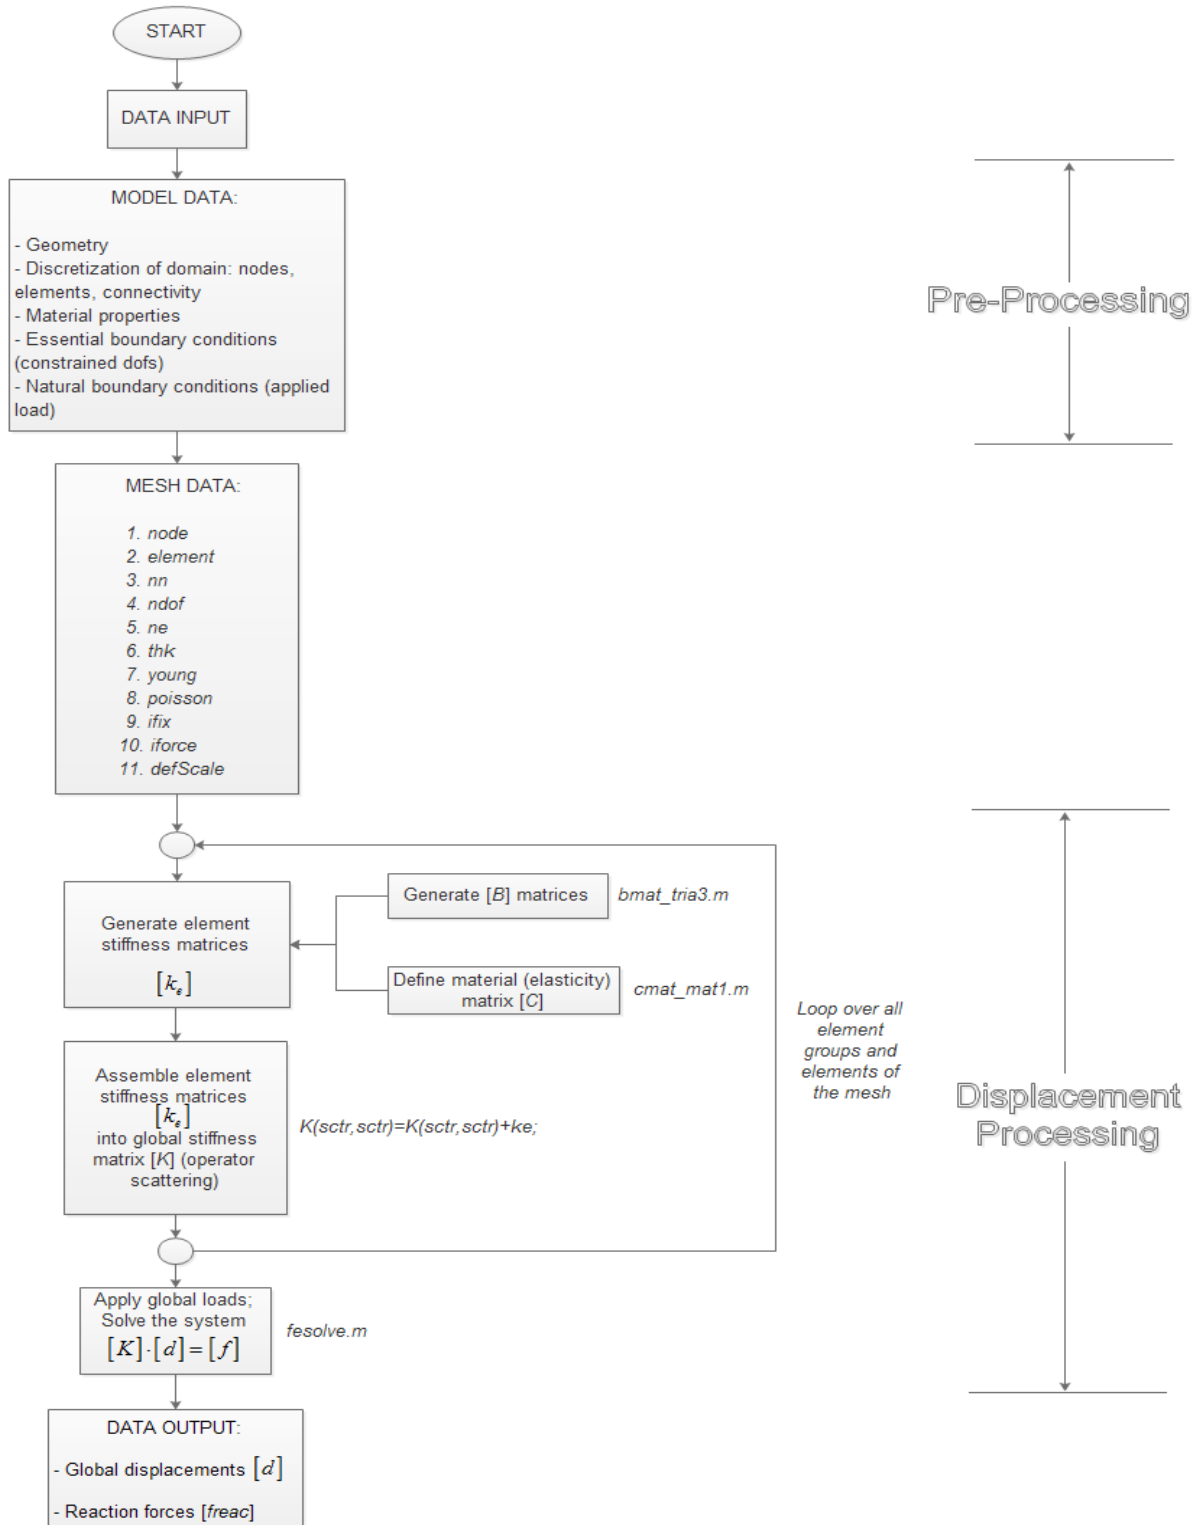 START
DATA INPUT
MODEL DATA:
- Geometry
- Discretization of domain: nodes,
elements, connectivity
- Material properties
- Essential boundary conditions
(constrained dofs)
- Natural boundary conditions (applied
load)
Pre-Processing
MESH DATA:
1. node
2. element
3. nn
4. ndof
5. ne
6. thk
7. young
8. poisson
9. ifix
10. iforce
11. defScale
Generate element
stiffness matrices
[kₑ]
Generate [B] matrices
bmat_tria3.m
Define material (elasticity)
matrix [C]
cmat_mat1.m
Loop over all
element
groups and
elements of
the mesh
Assemble element
stiffness matrices
[kₑ]
into global stiffness
matrix [K] (operator
scattering)
K(sctr,sctr)=K(sctr,sctr)+ke;
Displacement
Processing
Apply global loads;
Solve the system
[K]·[d]=[f]
fesolve.m
DATA OUTPUT:
- Global displacements [d]
- Reaction forces [freac]